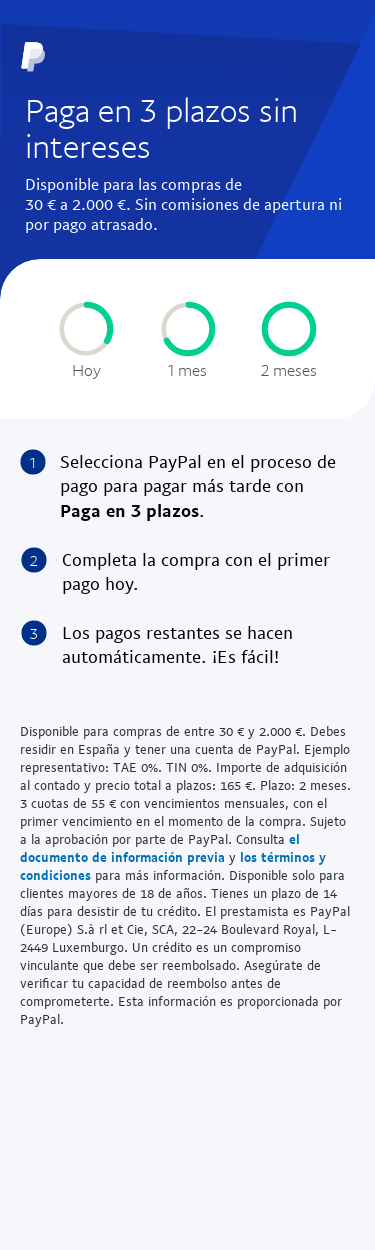 Paga en 3 plazos sin
intereses
Disponible para las compras de
30 € a 2.000 €. Sin comisiones de apertura ni
por pago atrasado.
Hoy
1 mes
2 meses
1 Selecciona PayPal en el proceso de
pago para pagar más tarde con
Paga en 3 plazos.
2 Completa la compra con el primer
pago hoy.
3 Los pagos restantes se hacen
automáticamente. ¡Es fácil!
Disponible para compras de entre 30 € y 2.000 €. Debes
residir en España y tener una cuenta de PayPal. Ejemplo
representativo: TAE 0%. TIN 0%. Importe de adquisición
al contado y precio total a plazos: 165 €. Plazo: 2 meses.
3 cuotas de 55 € con vencimientos mensuales, con el
primer vencimiento en el momento de la compra. Sujeto
a la aprobación por parte de PayPal. Consulta el
documento de información previa y los términos y
condiciones para más información. Disponible solo para
clientes mayores de 18 de años. Tienes un plazo de 14
días para desistir de tu crédito. El prestamista es PayPal
(Europe) S.à rl et Cie, SCA, 22-24 Boulevard Royal, L-
2449 Luxemburgo. Un crédito es un compromiso
vinculante que debe ser reembolsado. Asegúrate de
verificar tu capacidad de reembolso antes de
comprometerte. Esta información es proporcionada por
PayPal.